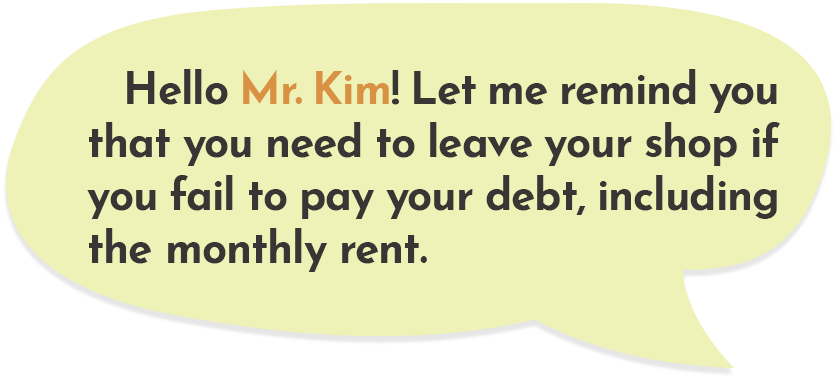 Hello Mr. Kim! Let me remind you
that you need to leave your shop if
you fail to pay your debt, including
the monthly rent.